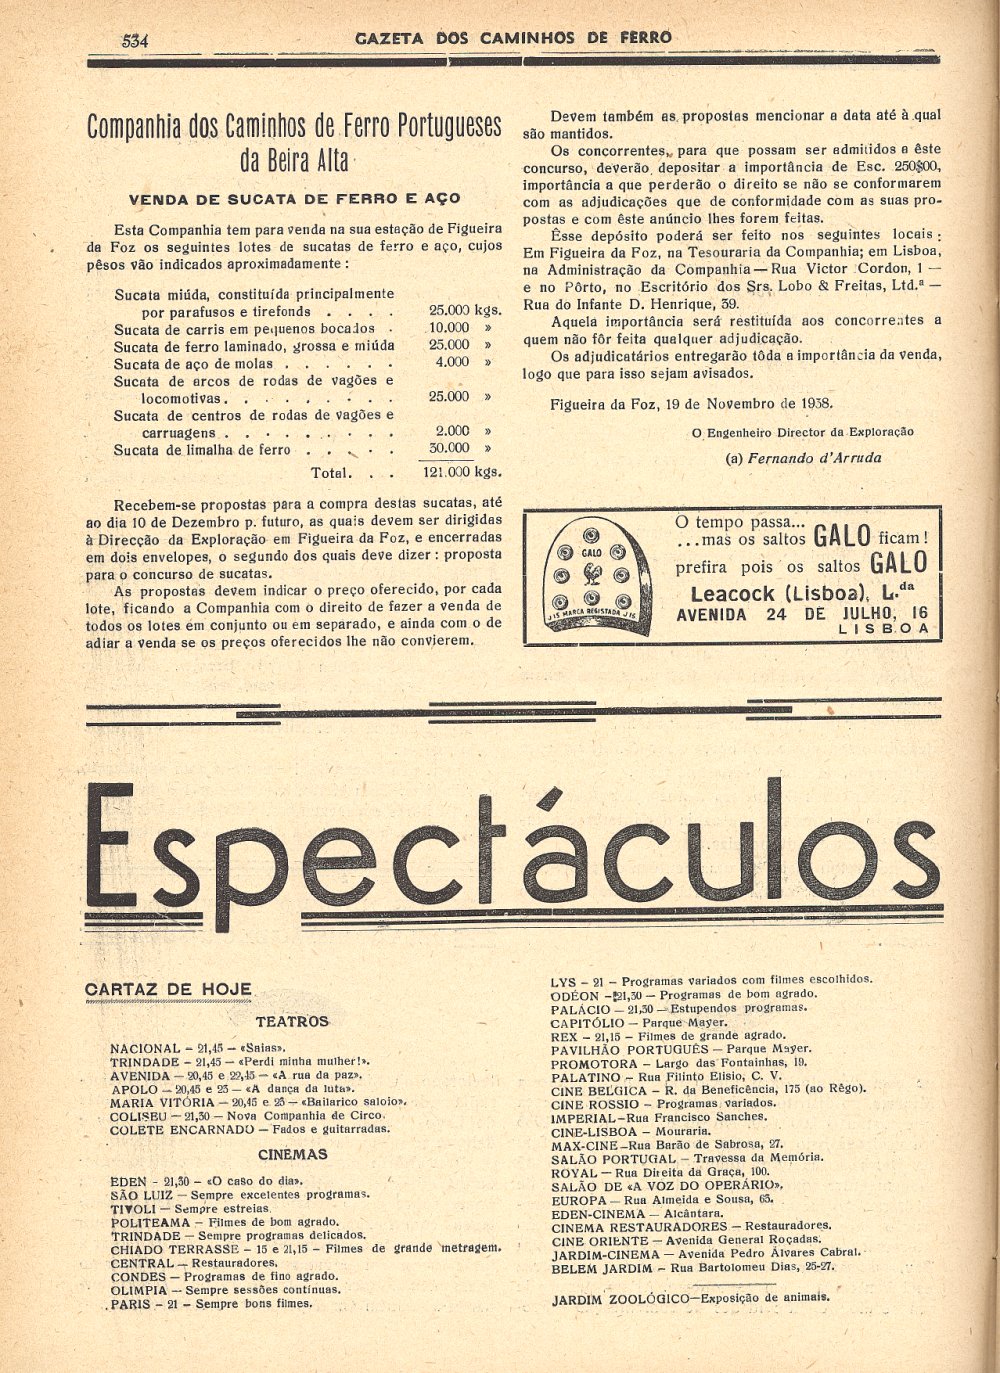 534
GAZETA DOS CAMINHOS DE FERRO
Companhia dos Caminhos de Ferro Portugueses
da Beira Alta
VENDA DE SUCATA DE FERRO E AÇO
Esta Companhia tem para venda na sua estação de Figueira
da Foz os seguintes lotes de sucatas de ferro e aço, cujos
pêsos vão indicados aproximadamente :
Sucata miúda, constituída principalmente
por parafusos e tirefonds . . . . 25.000 kgs.
Sucata de carris em pequenos bocados . 10.000 »
Sucata de ferro laminado, grossa e miúda 25.000 »
Sucata de aço de molas . . . . . . 4.000 »
Sucata de arcos de rodas de vagões e
locomotivas. . . . . . . . . 25.000 »
Sucata de centros de rodas de vagões e
carruagens . . . . . . . . . 2.000 »
Sucata de limalha de ferro . . . . . 30.000 »
Total. . . 121.000 kgs.
Recebem-se propostas para a compra destas sucatas, até
ao dia 10 de Dezembro p. futuro, as quais devem ser dirigidas
à Direcção da Exploração em Figueira da Foz, e encerradas
em dois envelopes, o segundo dos quais deve dizer : proposta
para o concurso de sucatas.
As propostas devem indicar o preço oferecido, por cada
lote, ficando a Companhia com o direito de fazer a venda de
todos os lotes em conjunto ou em separado, e ainda com o de
adiar a venda se os preços oferecidos lhe não convierem.
Devem também as propostas mencionar a data até à qual
são mantidos.
Os concorrentes, para que possam ser admitidos a êste
concurso, deverão depositar a importância de Esc. 250$00,
importância a que perderão o direito se não se conformarem
com as adjudicações que de conformidade com as suas pro-
postas e com êste anúncio lhes forem feitas.
Êsse depósito poderá ser feito nos seguintes locais :
Em Figueira da Foz, na Tesouraria da Companhia; em Lisboa,
na Administração da Companhia — Rua Victor Cordon, 1 —
e no Pôrto, no Escritório dos Srs. Lobo & Freitas, Ltd.ª —
Rua do Infante D. Henrique, 39.
Aquela importância será restituída aos concorrentes a
quem não fôr feita qualquer adjudicação.
Os adjudicatários entregarão tôda a importância da venda,
logo que para isso sejam avisados.
Figueira da Foz, 19 de Novembro de 1938.
O Engenheiro Director da Exploração
(a) Fernando d'Arruda
GALO
J 15 MARCA REGISTADA J 16
O tempo passa...
...mas os saltos GALO ficam !
prefira pois os saltos GALO
Leacock (Lisboa), L.da
AVENIDA 24 DE JULHO, 16
LISBOA
Espectáculos
CARTAZ DE HOJE
TEATROS
NACIONAL — 21,45 — «Saias».
TRINDADE — 21,45 — «Perdi minha mulher!».
AVENIDA — 20,45 e 22,45 — «A rua da paz».
APOLO — 20,45 e 23 — «A dança da luta».
MARIA VITÓRIA — 20,45 e 23 — «Bailarico saloio».
COLISEU — 21,30 — Nova Companhia de Circo.
COLETE ENCARNADO — Fados e guitarradas.
CINEMAS
EDEN - 21,30 — «O caso do dia».
SÃO LUIZ — Sempre excelentes programas.
TIVOLI — Sempre estreias.
POLITEAMA — Filmes de bom agrado.
TRINDADE — Sempre programas delicados.
CHIADO TERRASSE - 15 e 21,15 - Filmes de grande metragem.
CENTRAL — Restauradores.
CONDES — Programas de fino agrado.
OLIMPIA — Sempre sessões contínuas.
PARIS - 21 - Sempre bons filmes.
LYS - 21 - Programas variados com filmes escolhidos.
ODÉON - 21,30 — Programas de bom agrado.
PALÁCIO — 21,30 — Estupendos programas.
CAPITÓLIO — Parque Mayer.
REX - 21,15 - Filmes de grande agrado.
PAVILHÃO PORTUGUÊS — Parque Mayer.
PROMOTORA — Largo das Fontainhas, 19.
PALATINO — Rua Filinto Elísio, C. V.
CINE BELGICA — R. da Beneficência, 175 (ao Rêgo).
CINE ROSSIO — Programas variados.
IMPERIAL—Rua Francisco Sanches.
CINE-LISBOA — Mouraria.
MAX-CINE—Rua Barão de Sabrosa, 27.
SALÃO PORTUGAL — Travessa da Memória.
ROYAL — Rua Direita da Graça, 100.
SALÃO DE «A VOZ DO OPERÁRIO».
EUROPA — Rua Almeida e Sousa, 63.
EDEN-CINEMA — Alcântara.
CINEMA RESTAURADORES — Restauradores.
CINE ORIENTE — Avenida General Roçadas.
JARDIM-CINEMA — Avenida Pedro Álvares Cabral.
BELEM JARDIM — Rua Bartolomeu Dias, 25-27.
JARDIM ZOOLÓGICO—Exposição de animais.